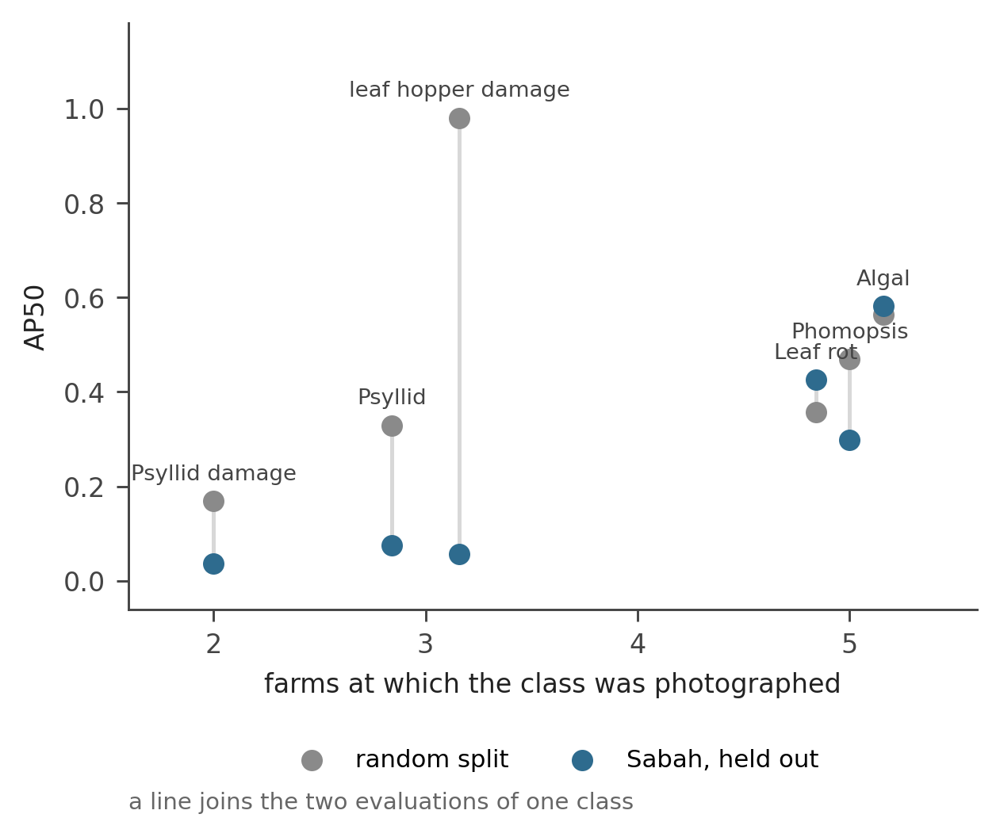 leaf hopper damage
1.0
0.8
Algal
0.6
Phomopsis
Leaf rot
AP50
Psyllid
0.4
Psyllid damage
0.2
0.0
2 3 4 5
farms at which the class was photographed
random split Sabah, held out
a line joins the two evaluations of one class